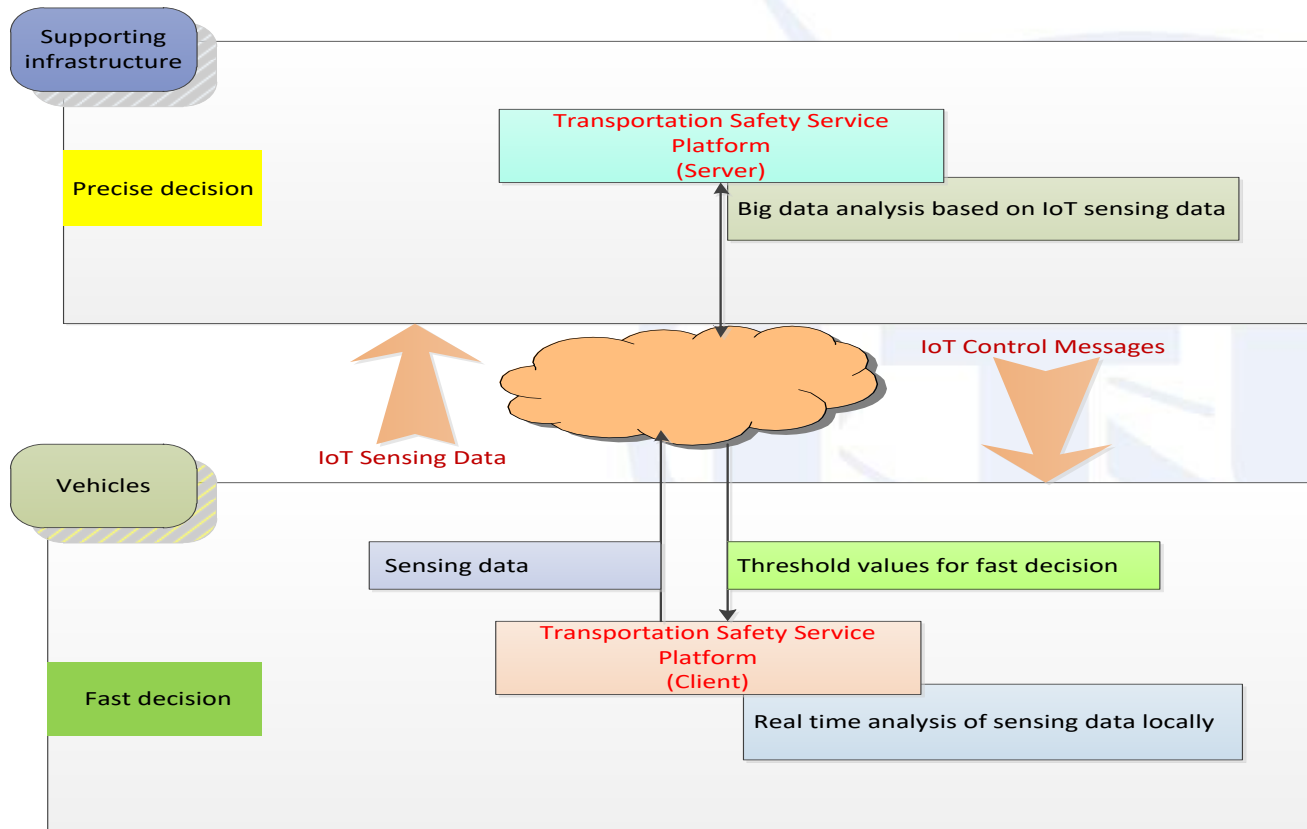 Supporting
infrastructure
Transportation Safety Service
Platform
(Server)
Precise decision
Big data analysis based on IoT sensing data
IoT Control Messages
IoT Sensing Data
Vehicles
Sensing data
Threshold values for fast decision
Transportation Safety Service
Platform
(Client)
Fast decision
Real time analysis of sensing data locally